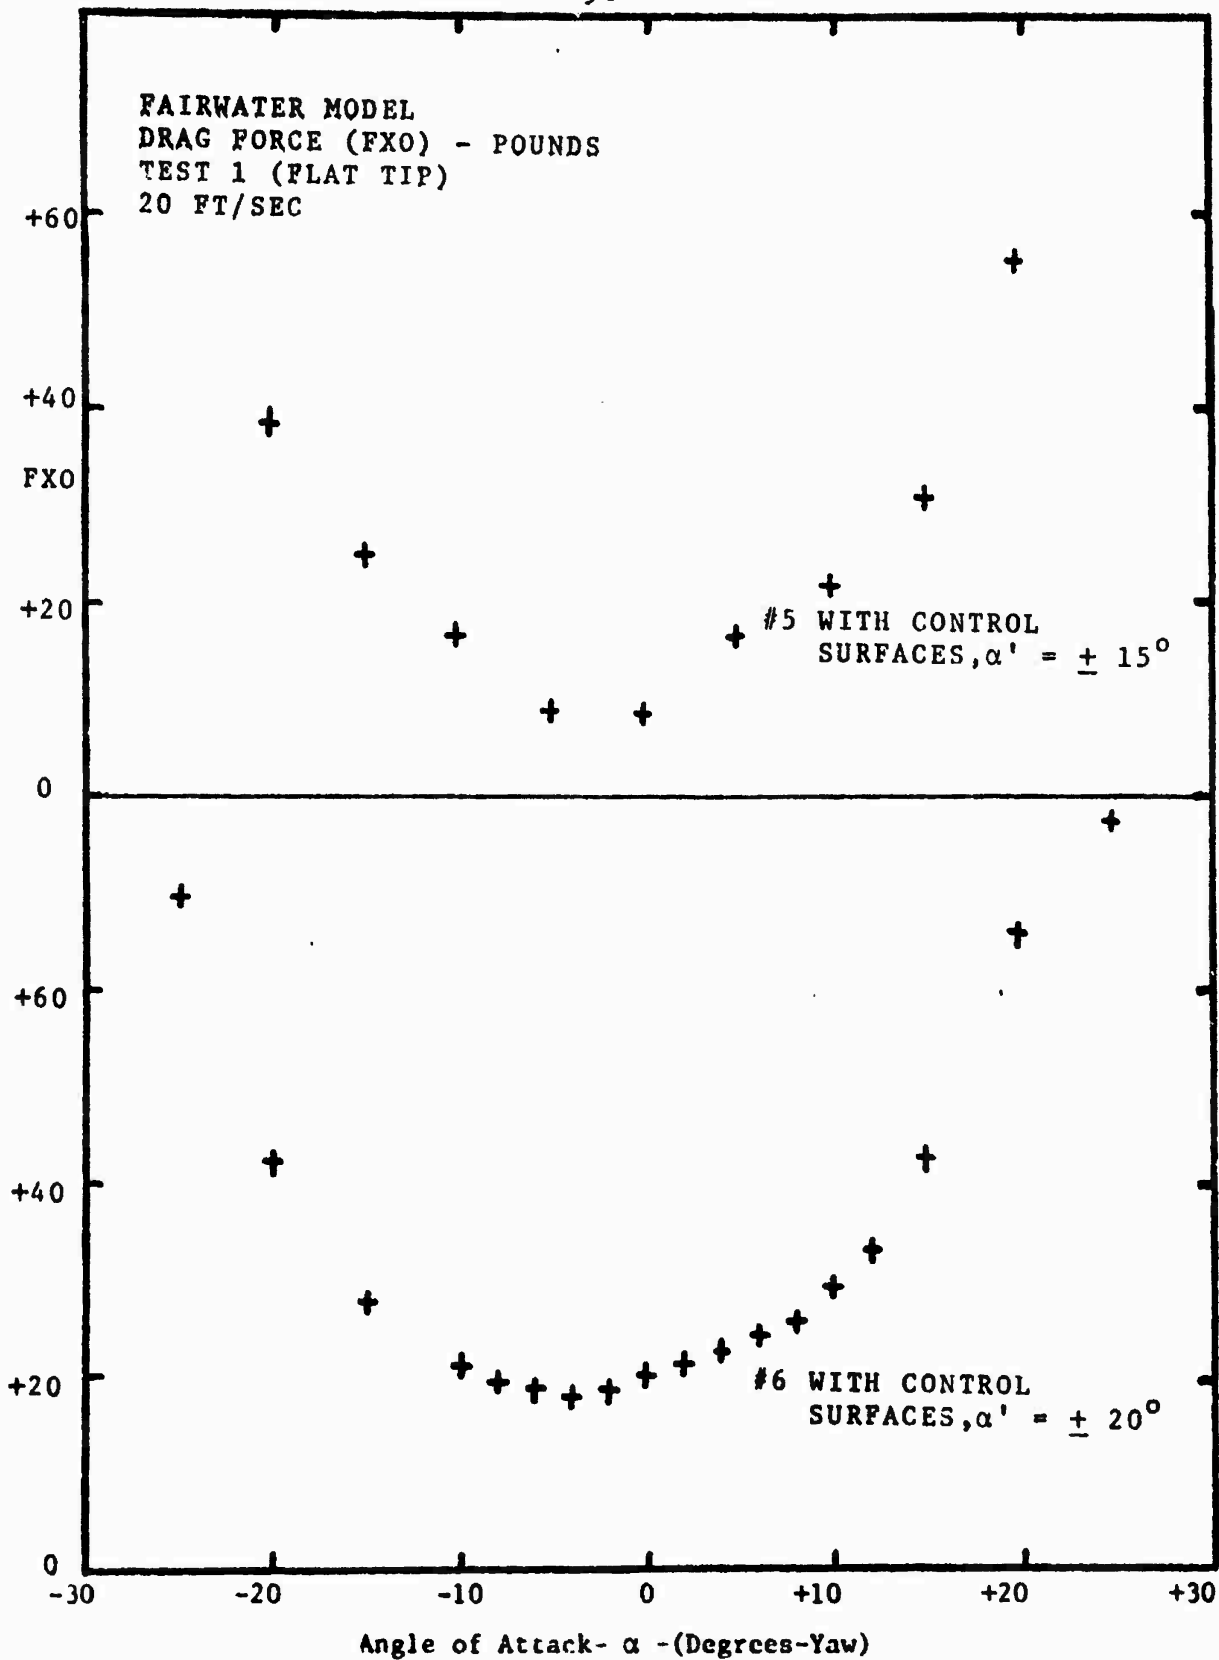 FAIRWATER MODEL
DRAG FORCE (FXO) - POUNDS
TEST 1 (FLAT TIP)
20 FT/SEC
+60
+40
FXO
+20
0
#5 WITH CONTROL
SURFACES,α' = ± 15°
+60
+40
+20
0
#6 WITH CONTROL
SURFACES,α' = ± 20°
-30 -20 -10 0 +10 +20 +30
Angle of Attack- α -(Degrees-Yaw)